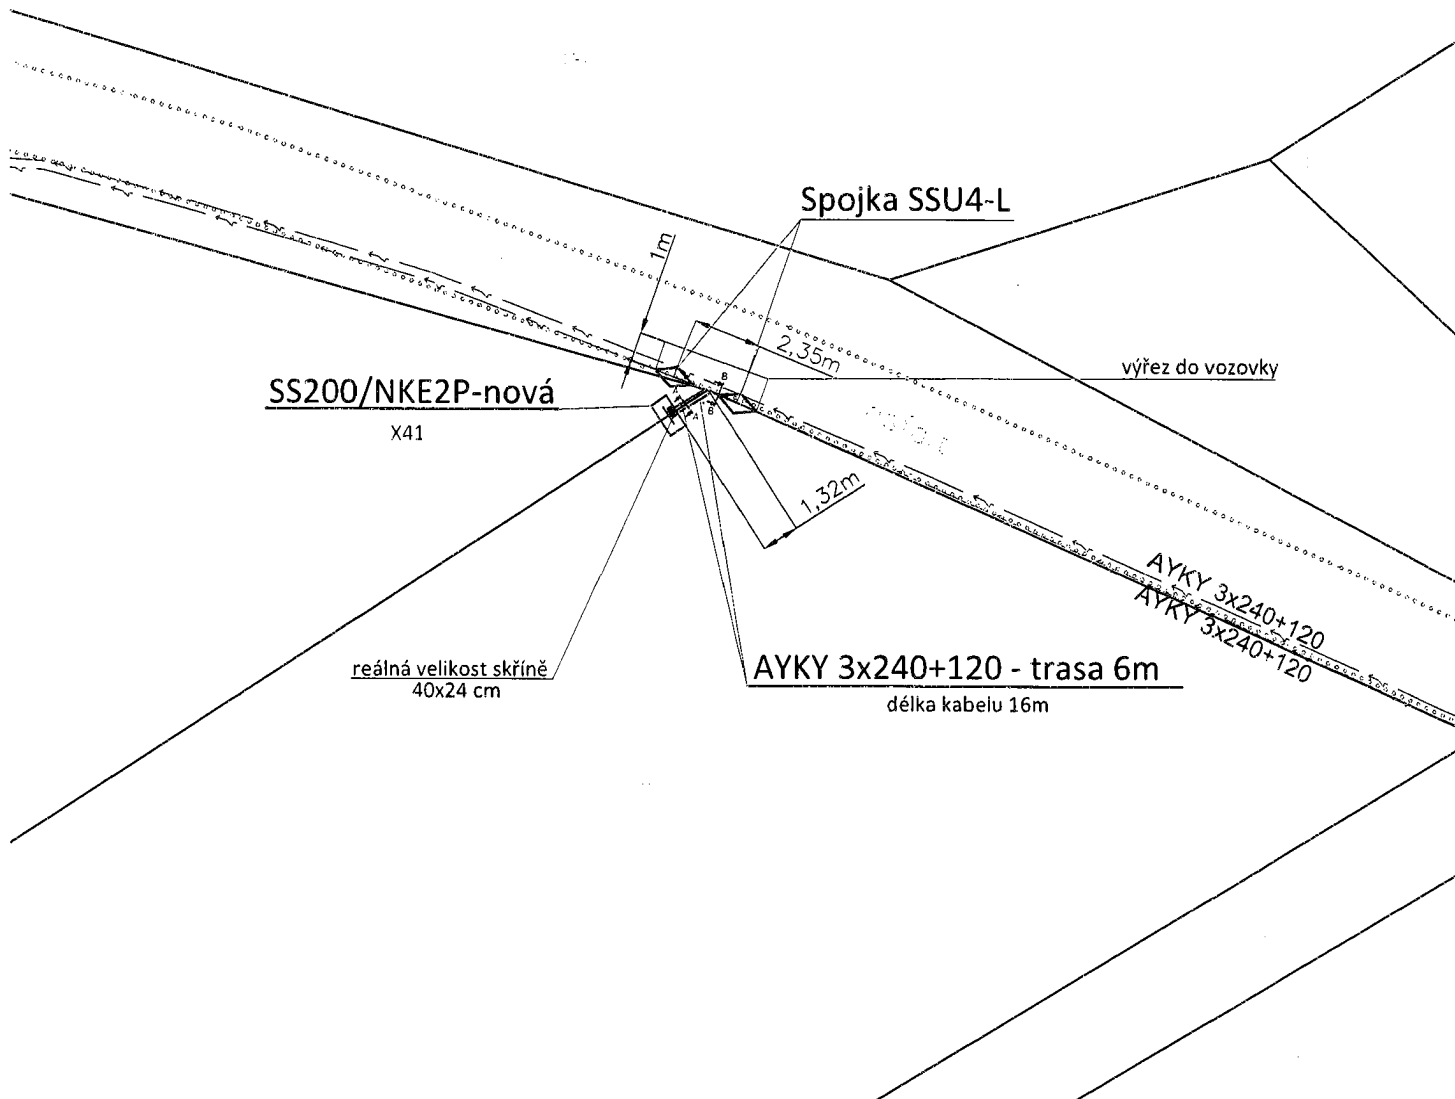 Spojka SSU4-L
1m
2,35m
výřez do vozovky
SS200/NKE2P-nová
X41
B
B
A
1,32m
AYKY 3x240+120
AYKY 3x240+120
reálná velikost skříně
40x24 cm
AYKY 3x240+120 - trasa 6m
délka kabelu 16m